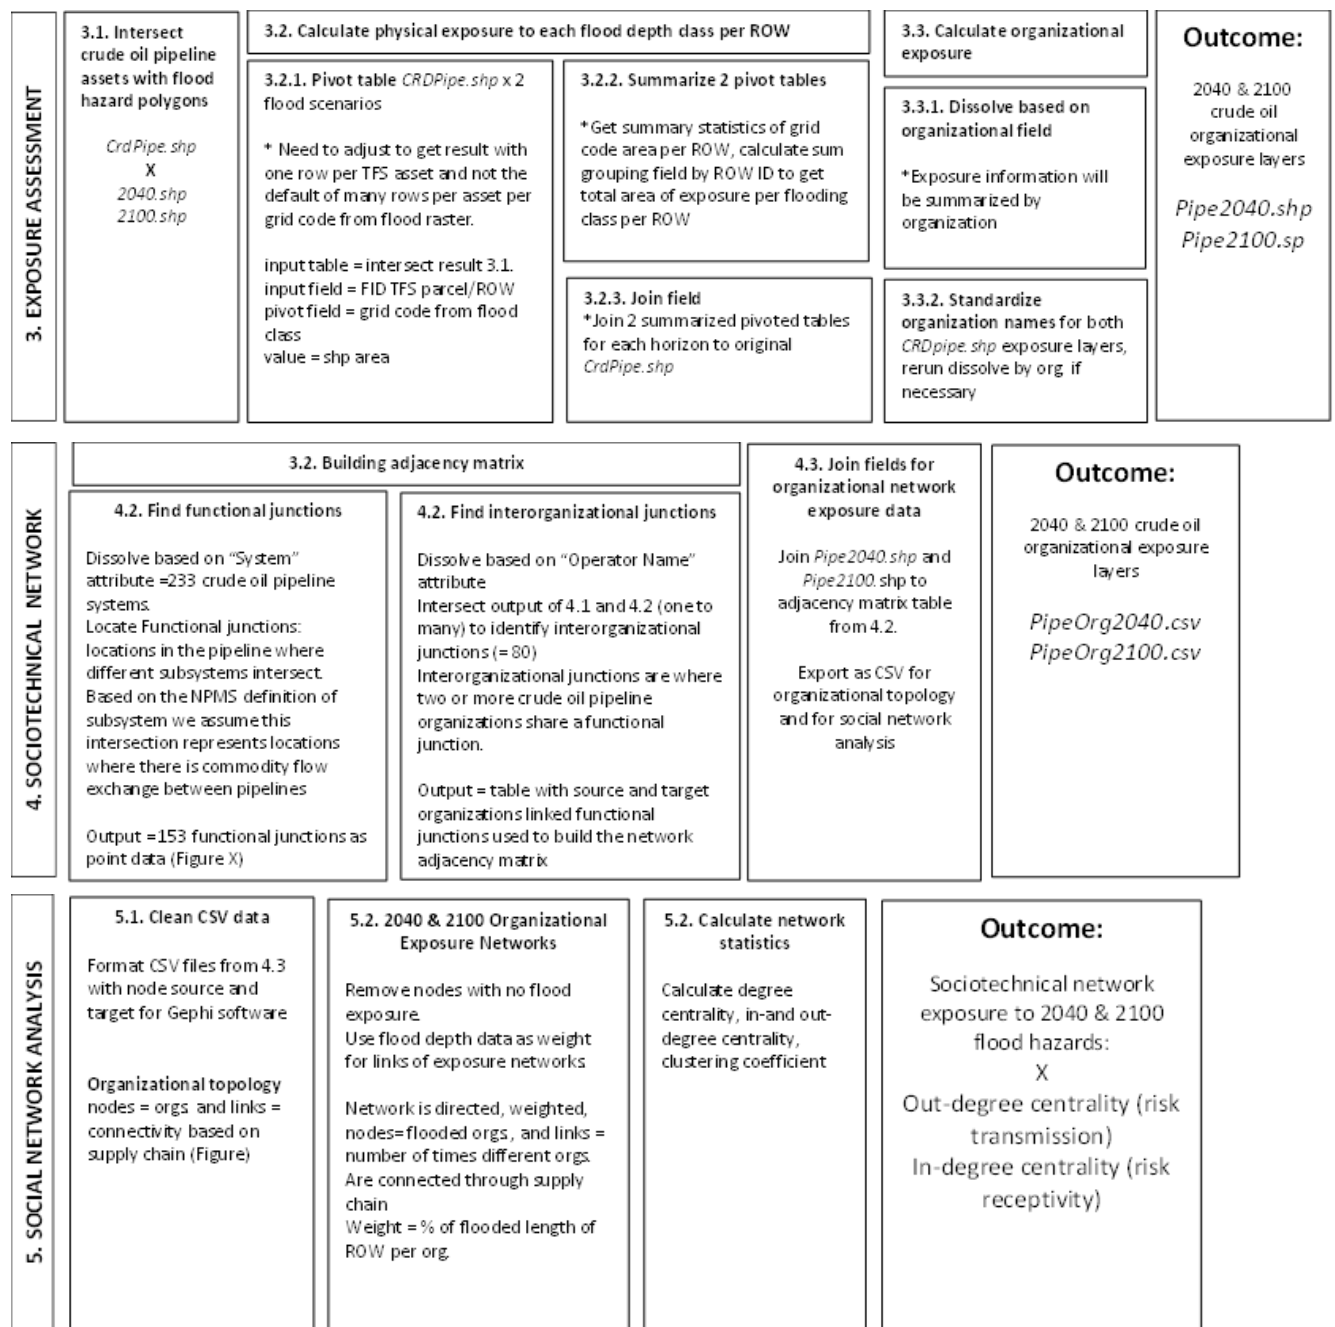 3. EXPOSURE ASSESSMENT
3.1. Intersect
crude oil pipeline
assets with flood
hazard polygons
CrdPipe.shp
X
2040.shp
2100.shp
3.2. Calculate physical exposure to each flood depth class per ROW
3.2.1. Pivot table CRDPipe.shp x 2
flood scenarios
* Need to adjust to get result with
one row per TFS asset and not the
default of many rows per asset per
grid code from flood raster.
input table = intersect result 3.1.
input field = FID TFS parcel/ROW
pivot field = grid code from flood
class
value = shp area
3.2.2. Summarize 2 pivot tables
*Get summary statistics of grid
code area per ROW, calculate sum
grouping field by ROW ID to get
total area of exposure per flooding
class per ROW
3.2.3. Join field
*Join 2 summarized pivoted tables
for each horizon to original
CrdPipe.shp
3.3. Calculate organizational
exposure
3.3.1. Dissolve based on
organizational field
*Exposure information will
be summarized by
organization
3.3.2. Standardize
organization names for both
CRDpipe.shp exposure layers,
rerun dissolve by org if
necessary
Outcome:
2040 & 2100
crude oil
organizational
exposure layers
Pipe2040.shp
Pipe2100.sp
4. SOCIOTECHNICAL NETWORK
3.2. Building adjacency matrix
4.2. Find functional junctions
Dissolve based on “System”
attribute =233 crude oil pipeline
systems.
Locate Functional junctions:
locations in the pipeline where
different subsystems intersect.
Based on the NPMS definition of
subsystem we assume this
intersection represents locations
where there is commodity flow
exchange between pipelines
Output =153 functional junctions as
point data (Figure X)
4.2. Find interorganizational junctions
Dissolve based on “Operator Name”
attribute
Intersect output of 4.1 and 4.2 (one to
many) to identify interorganizational
junctions (= 80)
Interorganizational junctions are where
two or more crude oil pipeline
organizations share a functional
junction.
Output = table with source and target
organizations linked functional
junctions used to build the network
adjacency matrix
4.3. Join fields for
organizational network
exposure data
Join Pipe2040.shp and
Pipe2100.shp to
adjacency matrix table
from 4.2.
Export as CSV for
organizational topology
and for social network
analysis
Outcome:
2040 & 2100 crude oil
organizational exposure
layers
PipeOrg2040.csv
PipeOrg2100.csv
5. SOCIAL NETWORK ANALYSIS
5.1. Clean CSV data
Format CSV files from 4.3
with node source and
target for Gephi software
Organizational topology
nodes = orgs. and links =
connectivity based on
supply chain (Figure)
5.2. 2040 & 2100 Organizational
Exposure Networks
Remove nodes with no flood
exposure.
Use flood depth data as weight
for links of exposure networks.
Network is directed, weighted,
nodes=flooded orgs., and links =
number of times different orgs.
Are connected through supply
chain
Weight = % of flooded length of
ROW per org.
5.2. Calculate network
statistics
Calculate degree
centrality, in-and out-
degree centrality,
clustering coefficient
Outcome:
Sociotechnical network
exposure to 2040 & 2100
flood hazards:
X
Out-degree centrality (risk
transmission)
In-degree centrality (risk
receptivity)